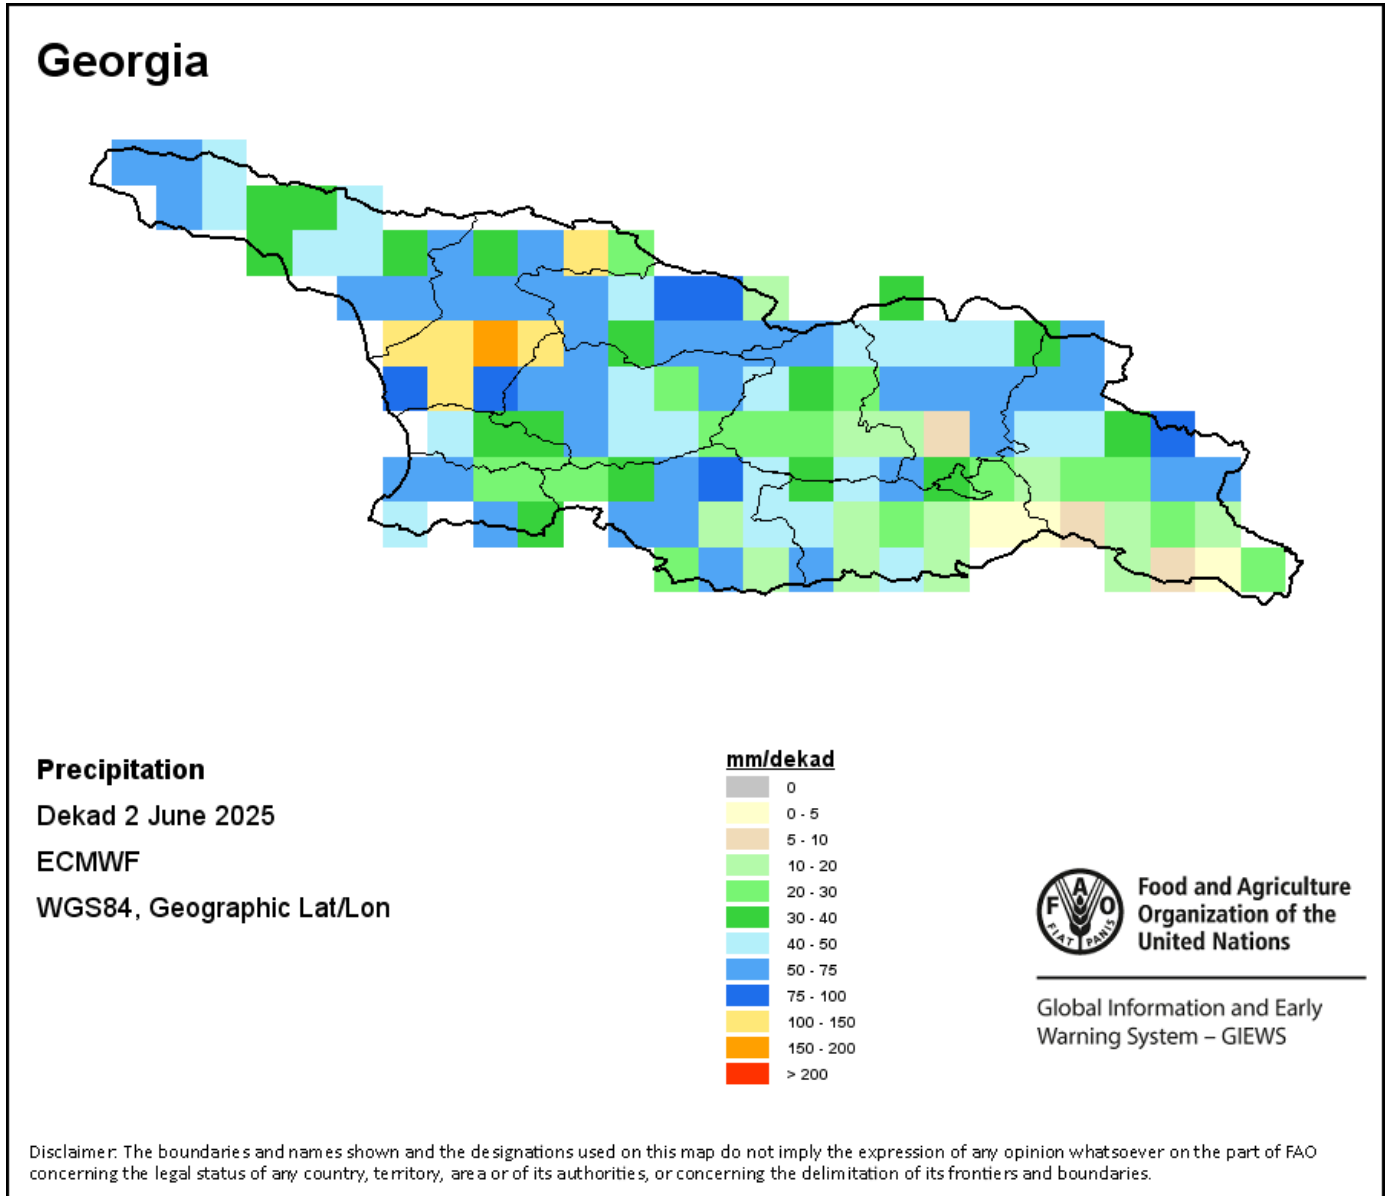 Georgia
Precipitation
Dekad 2 June 2025
ECMWF
WGS84, Geographic Lat/Lon
mm/dekad
0
0 - 5
5 - 10
10 - 20
20 - 30
30 - 40
40 - 50
50 - 75
75 - 100
100 - 150
150 - 200
> 200
F A O
FIAT PANIS
Food and Agriculture
Organization of the
United Nations
Global Information and Early
Warning System – GIEWS
Disclaimer: The boundaries and names shown and the designations used on this map do not imply the expression of any opinion whatsoever on the part of FAO
concerning the legal status of any country, territory, area or of its authorities, or concerning the delimitation of its frontiers and boundaries.